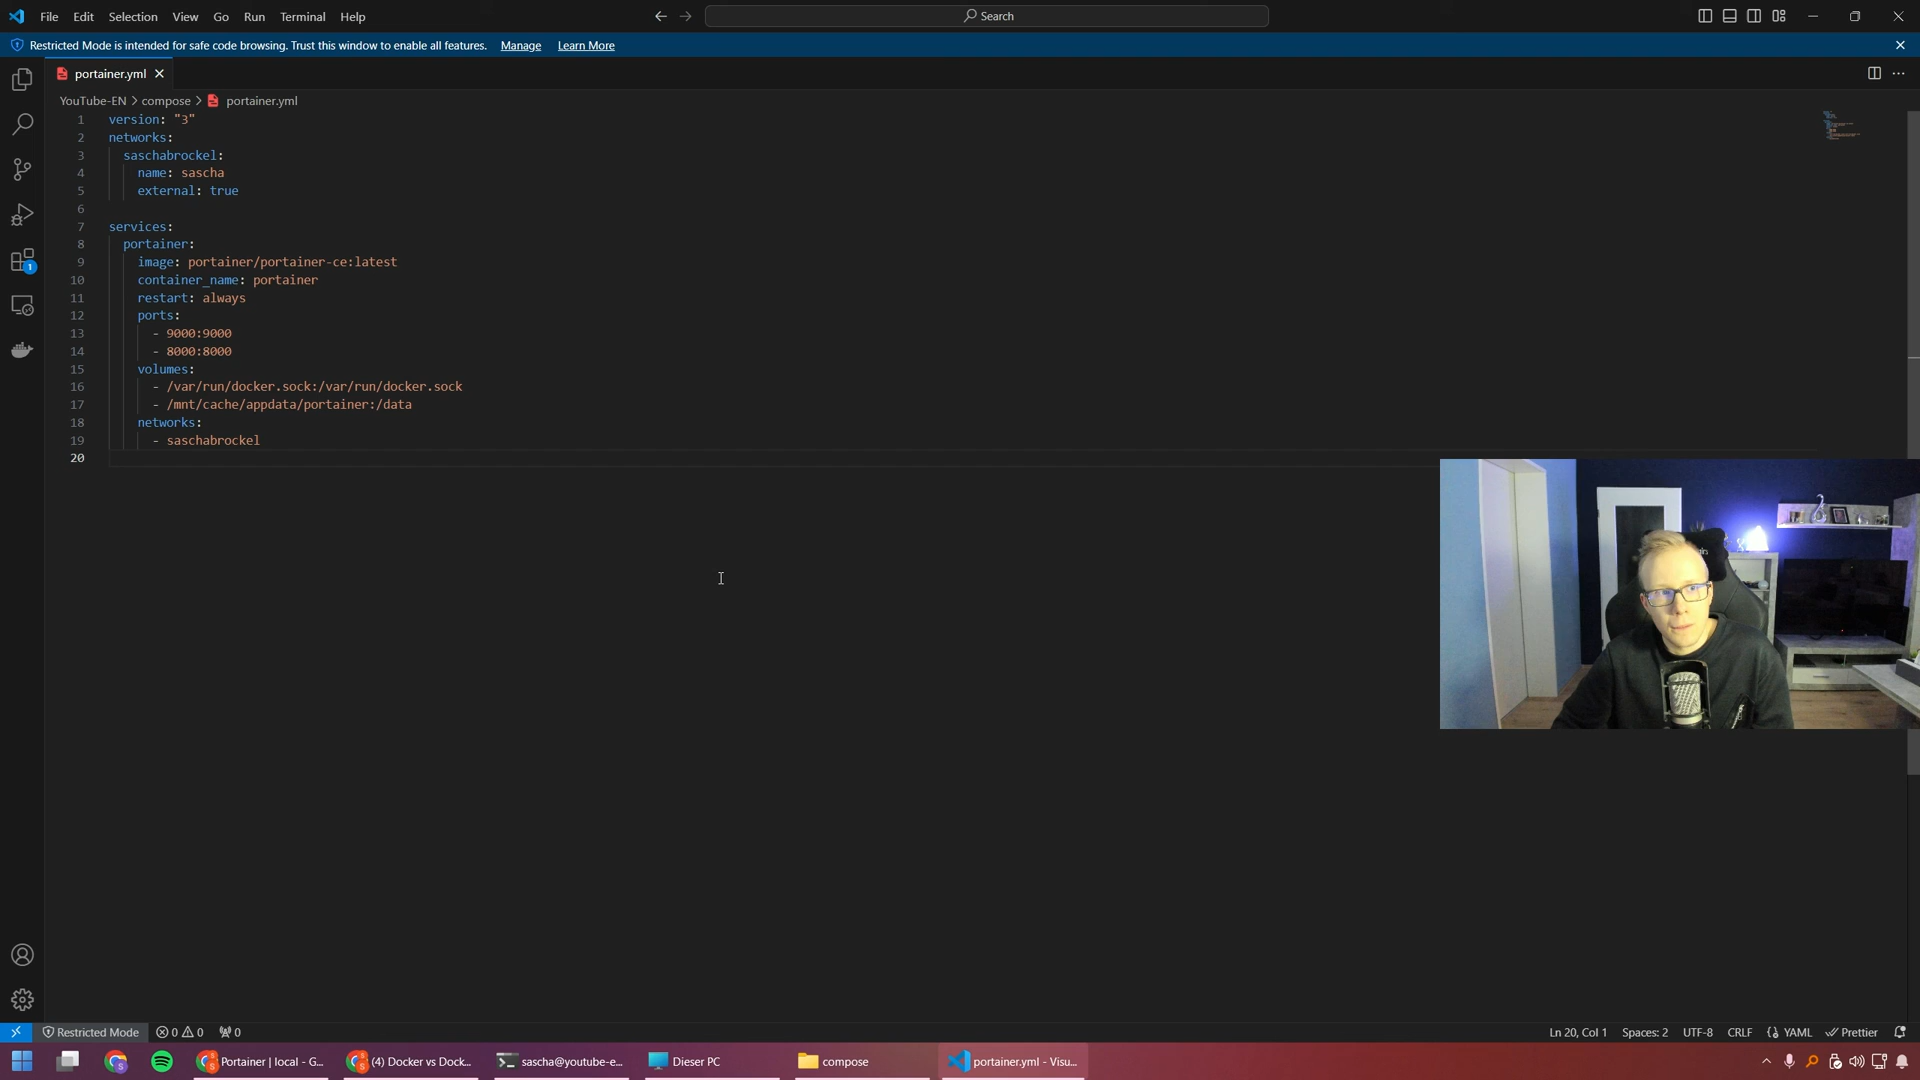 File Edit Selection View Go Run Terminal Help
Search
Restricted Mode is intended for safe code browsing. Trust this window to enable all features. Manage Learn More
portainer.yml
YouTube-EN > compose > portainer.yml
1 version: "3"
2 networks:
3 saschabrockel:
4 name: sascha
5 external: true
6
7 services:
8 portainer:
9 image: portainer/portainer-ce:latest
10 container_name: portainer
11 restart: always
12 ports:
13 - 9000:9000
14 - 8000:8000
15 volumes:
16 - /var/run/docker.sock:/var/run/docker.sock
17 - /mnt/cache/appdata/portainer:/data
18 networks:
19 - saschabrockel
20
1
Restricted Mode 0 0 0 Ln 20, Col 1 Spaces: 2 UTF-8 CRLF {} YAML Prettier
Portainer | local - G... (4) Docker vs Dock... sascha@youtube-e... Dieser PC compose portainer.yml - Visu...